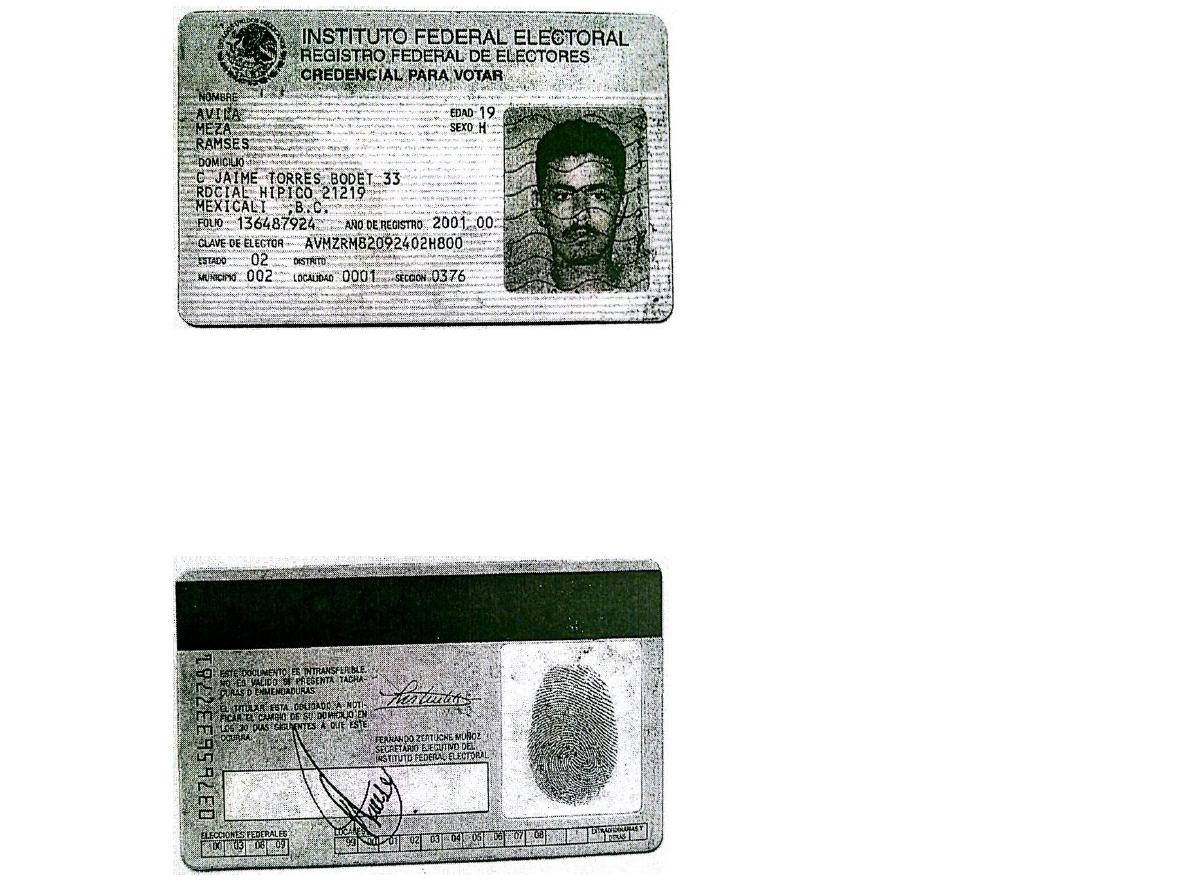 INSTITUTO FEDERAL ELECTORAL
REGISTRO FEDERAL DE ELECTORES
CREDENCIAL PARA VOTAR
NOMBRE
AVILA
MEZA
RAMSES
EDAD 19
SEXO H
DOMICILIO
C JAIME TORRES BODET 33
RDCIAL HIPICO 21219
MEXICALI ,B.C.
FOLIO 136487924 AÑO DE REGISTRO 2001 00
CLAVE DE ELECTOR AVMZRM82092402H800
ESTADO 02 DISTRITO
MUNICIPIO 002 LOCALIDAD 0001 SECCION 0376
ESTE DOCUMENTO ES INTRANSFERIBLE.
NO ES VALIDO SI PRESENTA TACHA-
DURAS O ENMENDADURAS.
EL TITULAR ESTA OBLIGADO A NOTI-
FICAR EL CAMBIO DE SU DOMICILIO EN
LOS 30 DIAS SIGUIENTES A QUE ESTE
OCURRA.
FERNANDO ZERTUCHE MUÑOZ
SECRETARIO EJECUTIVO DEL
INSTITUTO FEDERAL ELECTORAL
ELECCIONES FEDERALES
00 03 06 09
LOCALES
99 01 02 03 04 05 06 07 08
EXTRAORDINARIAS Y
OTRAS